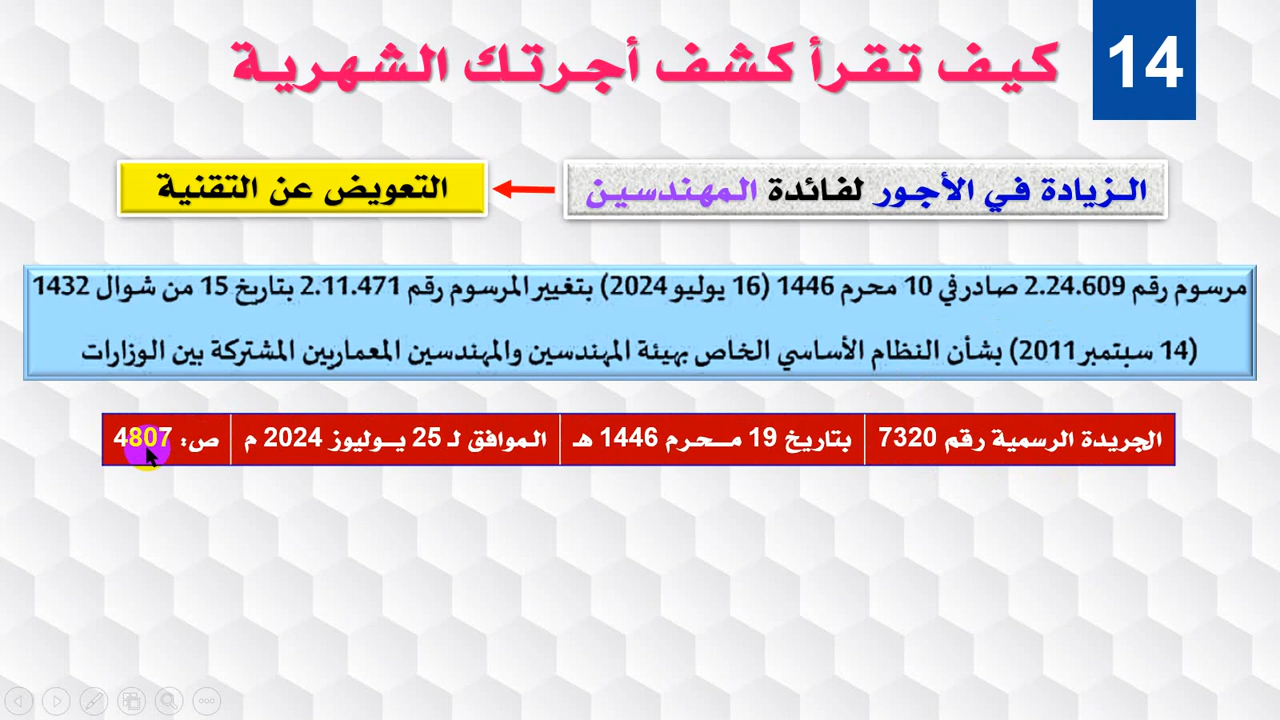 14
كيف تقرأ كشف أجرتك الشهرية
الزيادة في الأجور لفائدة المهندسين
التعويض عن التقنية
مرسوم رقم 2.24.609 صادر في 10 محرم 1446 (16 يوليو 2024) بتغيير المرسوم رقم 2.11.471 بتاريخ 15 من شوال 1432
(14 سبتمبر 2011) بشأن النظام الأساسي الخاص بهيئة المهندسين والمهندسين المعماريين المشتركة بين الوزارات
الجريدة الرسمية رقم 7320 بتاريخ 19 محرم 1446 هـ الموافق لـ 25 يوليوز 2024 م ص: 4807